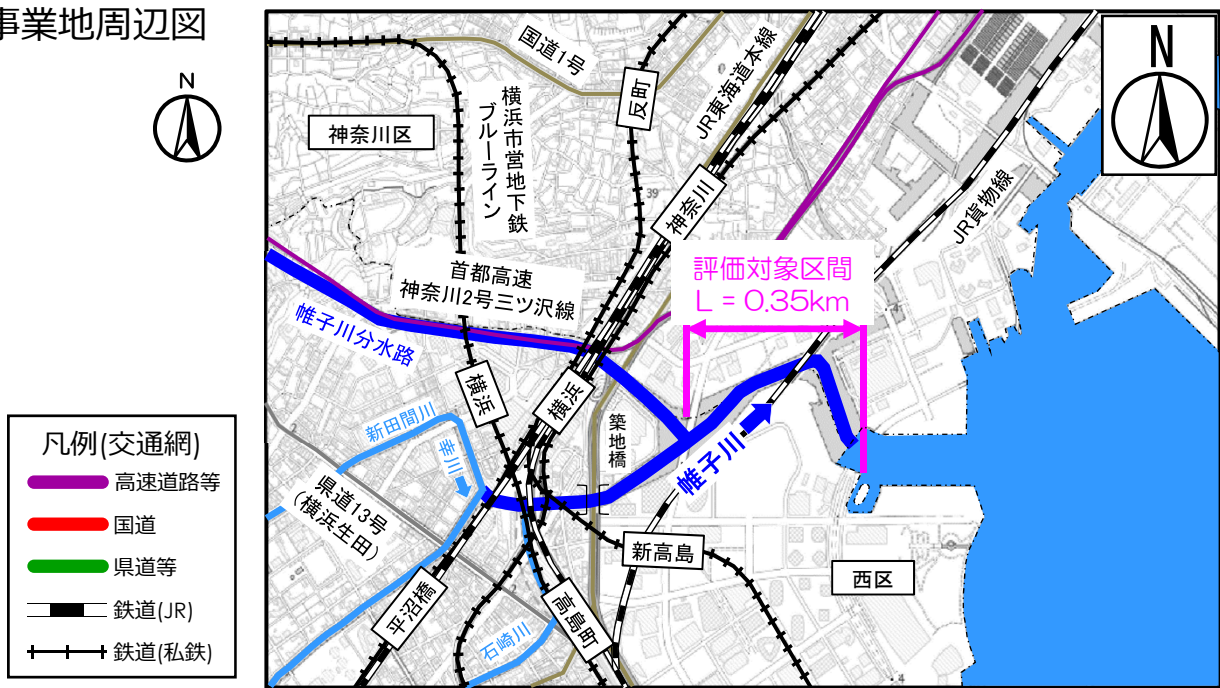 事業地周辺図
N
N
国道1号
反町
JR東海道本線
神奈川区
横浜市営地下鉄
ブルーライン
39
神奈川
JR貨物線
評価対象区間
L = 0.35km
首都高速
神奈川2号三ツ沢線
帷子川分水路
横浜
横浜
築地橋
新田間川
幸川
帷子川
県道13号
(横浜生田)
新高島
西区
平沼橋
高島町
石崎川
4
凡例(交通網)
高速道路等
国道
県道等
鉄道(JR)
鉄道(私鉄)